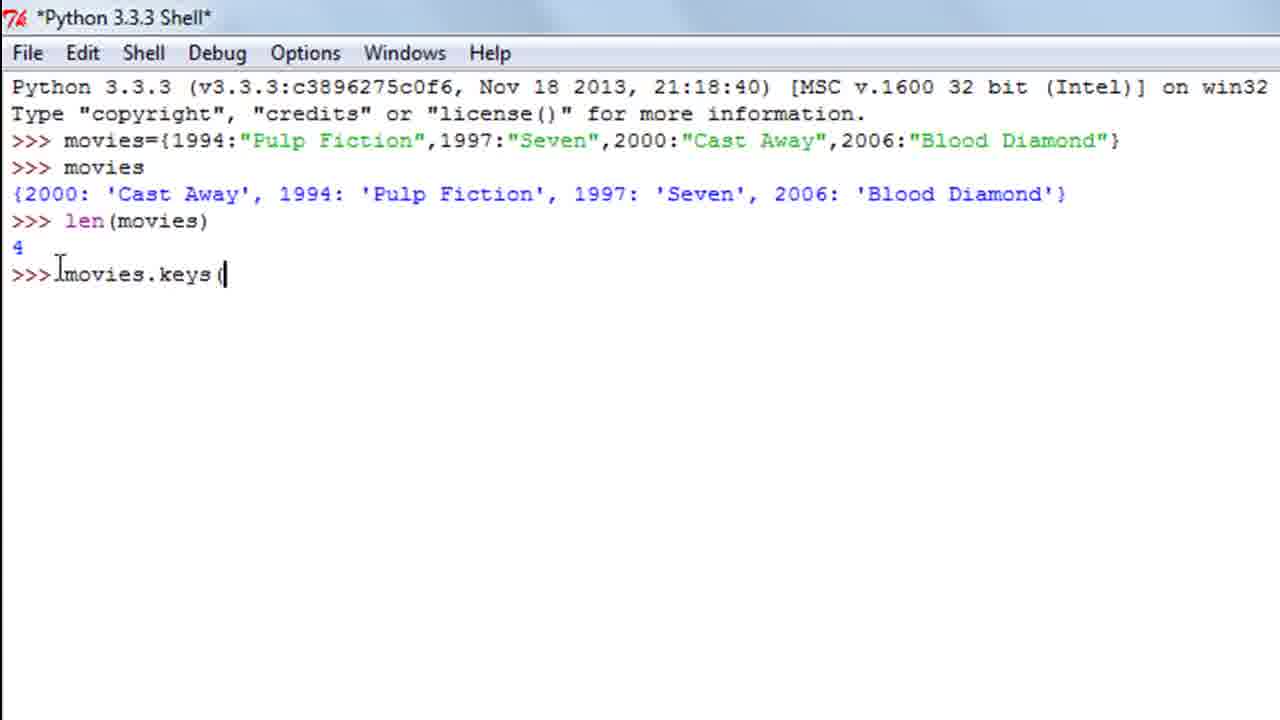 *Python 3.3.3 Shell*
File Edit Shell Debug Options Windows Help
Python 3.3.3 (v3.3.3:c3896275c0f6, Nov 18 2013, 21:18:40) [MSC v.1600 32 bit (Intel)] on win32
Type "copyright", "credits" or "license()" for more information.
>>> movies={1994:"Pulp Fiction",1997:"Seven",2000:"Cast Away",2006:"Blood Diamond"}
>>> movies
{2000: 'Cast Away', 1994: 'Pulp Fiction', 1997: 'Seven', 2006: 'Blood Diamond'}
>>> len(movies)
4
>>> movies.keys(